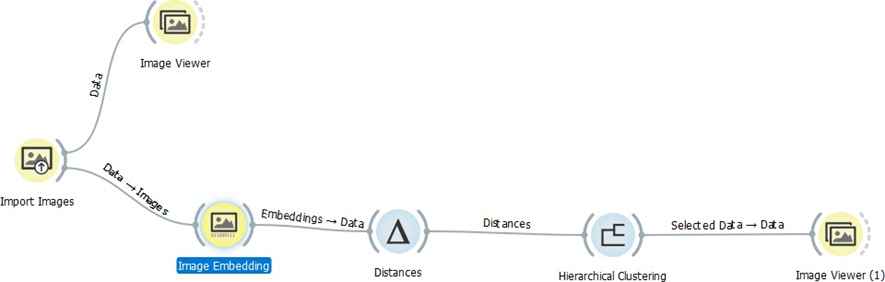 Image Viewer
Data
Import Images
Data → Images
Image Embedding
Embeddings → Data
Distances
Distances
Hierarchical Clustering
Selected Data → Data
Image Viewer (1)